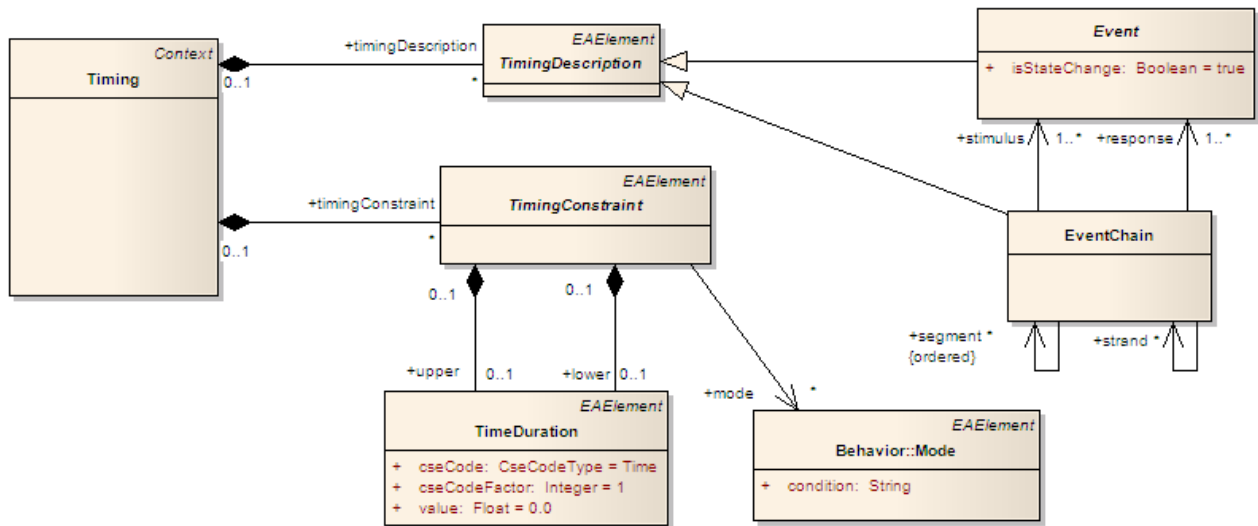 Context
Timing
+timingDescription
0..1
*
EAElement
TimingDescription
Event
+ isStateChange: Boolean = true
+stimulus 1..*
+response 1..*
+timingConstraint
0..1
*
EAElement
TimingConstraint
EventChain
0..1
0..1
+segment *
{ordered}
+strand *
+upper 0..1
+lower 0..1
+mode *
EAElement
TimeDuration
+ cseCode: CseCodeType = Time
+ cseCodeFactor: Integer = 1
+ value: Float = 0.0
EAElement
Behavior::Mode
+ condition: String